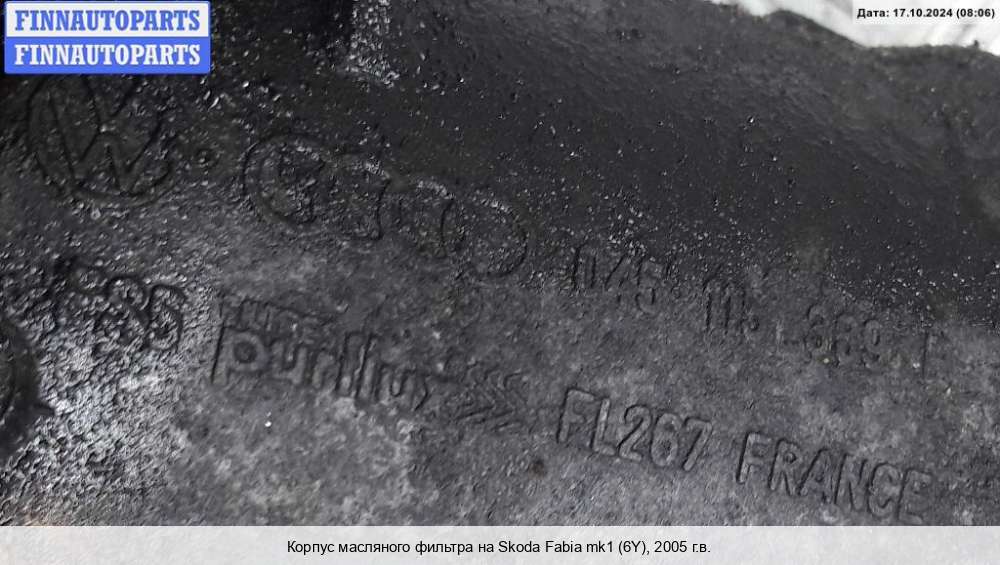 FINNAUTOPARTS
FINNAUTOPARTS
Дата: 17.10.2024 (08:06)
045 115 389
purflux
FL267 FRANCE
Корпус масляного фильтра на Skoda Fabia mk1 (6Y), 2005 г.в.